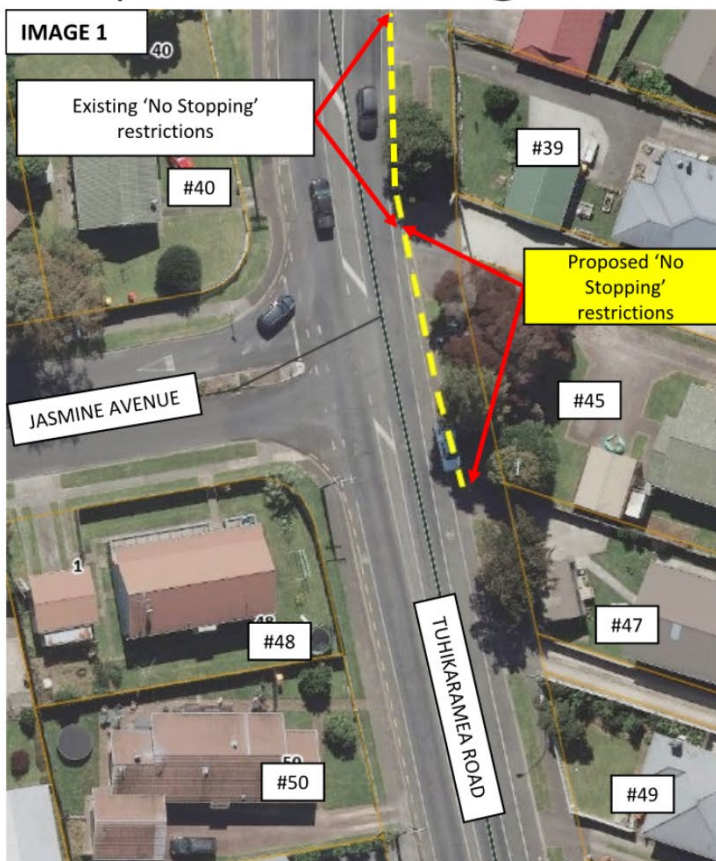 IMAGE 1
40
Existing ‘No Stopping’
restrictions
#39
#40
Proposed ‘No
Stopping’
restrictions
JASMINE AVENUE
#45
1
48
#48
#47
TUHIKARAMEA ROAD
50
#50
#49